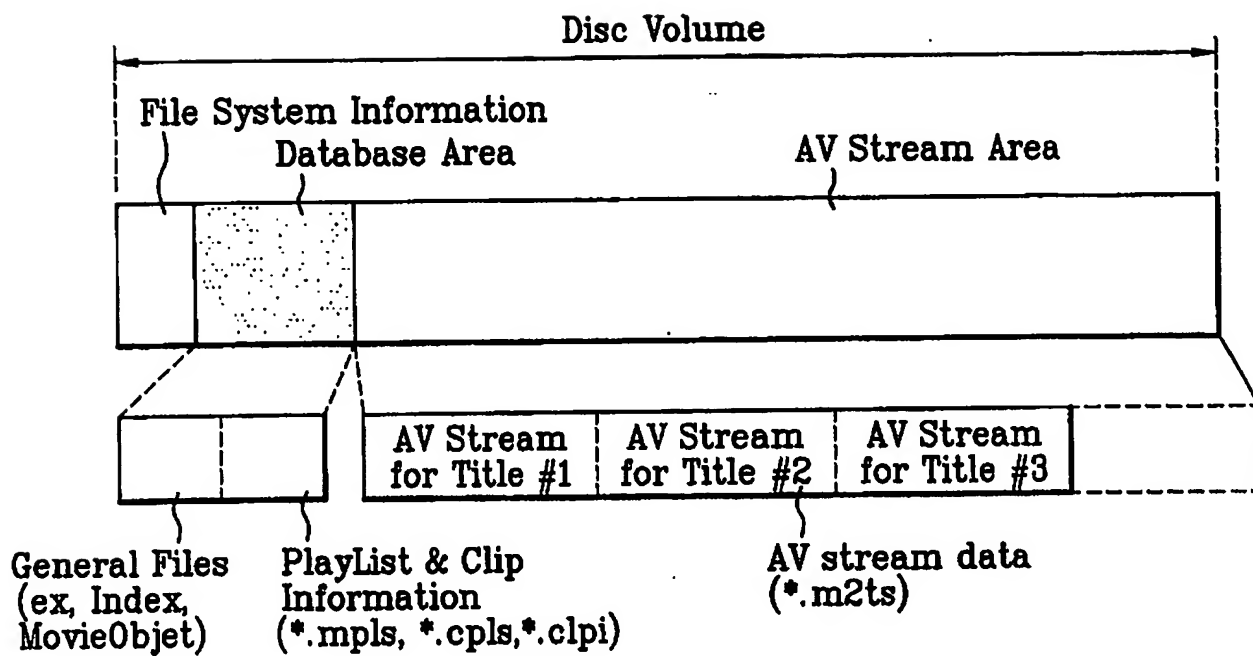 Disc Volume
File System Information
Database Area
AV Stream Area
AV Stream
for Title #1
AV Stream
for Title #2
AV Stream
for Title #3
General Files
(ex, Index,
MovieObjet)
PlayList & Clip
Information
(*.mpls, *.cpls,*.clpi)
AV stream data
(*.m2ts)